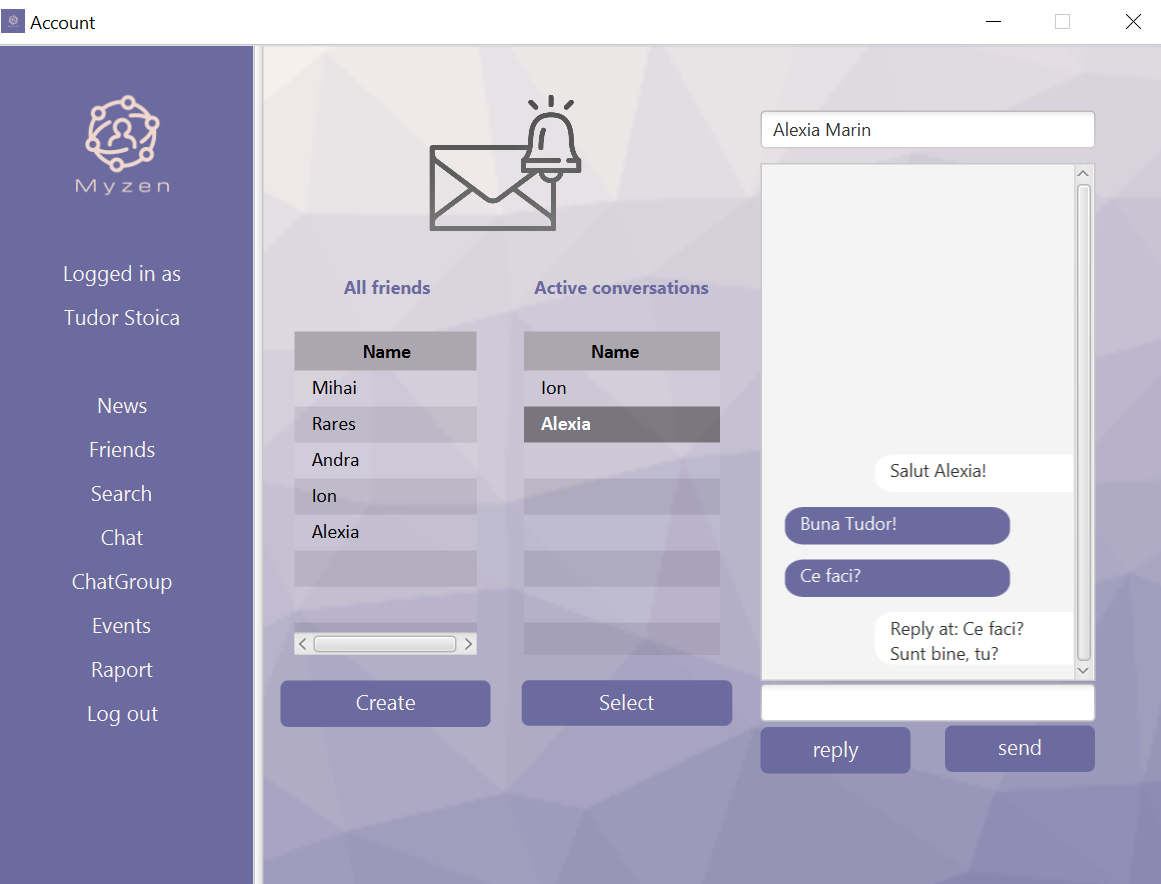 Account
Myzen
Logged in as
Tudor Stoica
News
Friends
Search
Chat
ChatGroup
Events
Raport
Log out
All friends
Name
Mihai
Rares
Andra
Ion
Alexia
Create
Active conversations
Name
Ion
Alexia
Select
Alexia Marin
Salut Alexia!
Buna Tudor!
Ce faci?
Reply at: Ce faci?
Sunt bine, tu?
reply
send